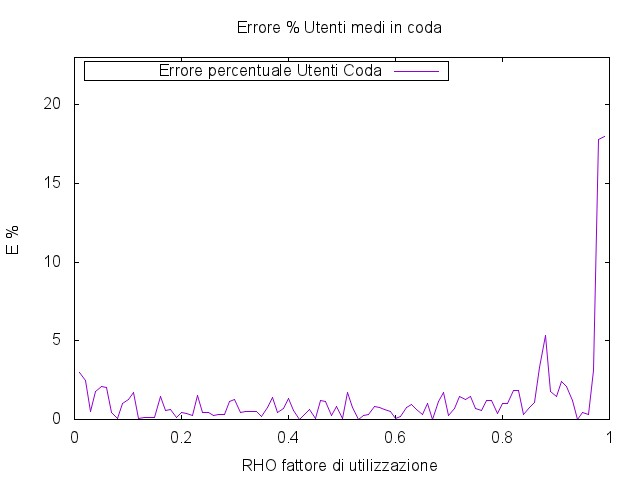 Errore % Utenti medi in coda
Errore percentuale Utenti Coda
20
15
10
5
0
E %
0
0.2
0.4
0.6
0.8
1
RHO fattore di utilizzazione